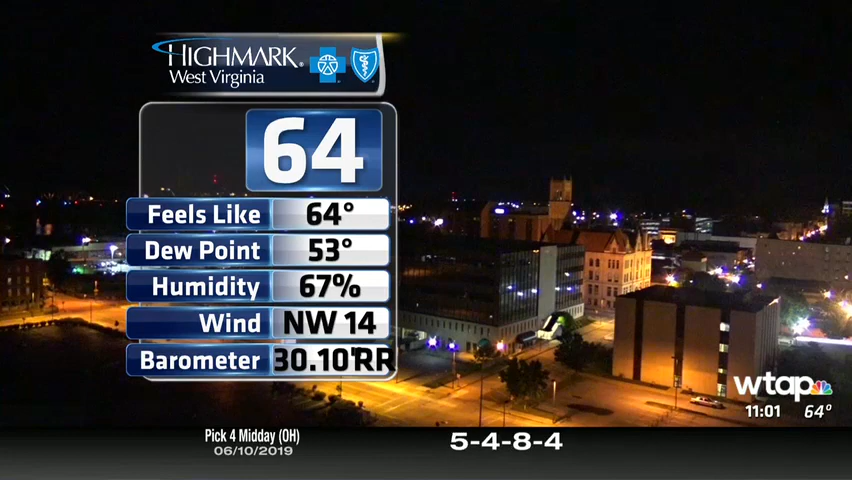 HIGHMARK®
West Virginia
64
Feels Like 64°
Dew Point 53°
Humidity 67%
Wind NW 14
Barometer 30.10"RR
wtap
11:01 64°
Pick 4 Midday (OH) 5-4-8-4
06/10/2019